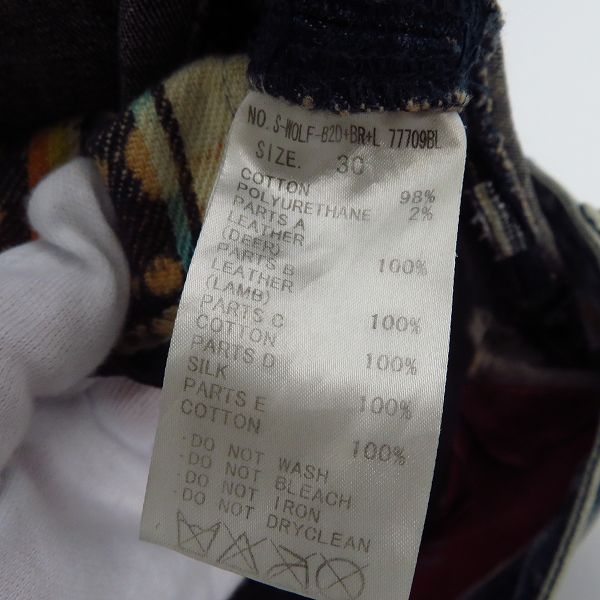 NO. S-WOLF-B2D+BR+L 77709BL
SIZE. 30
COTTON 98%
POLYURETHANE 2%
PARTS A
LEATHER
(DEER) 100%
PARTS B
LEATHER
(LAMB) 100%
PARTS C
COTTON 100%
PARTS D
SILK 100%
PARTS E
COTTON 100%
・DO NOT WASH
・DO NOT BLEACH
・DO NOT IRON
・DO NOT DRYCLEAN